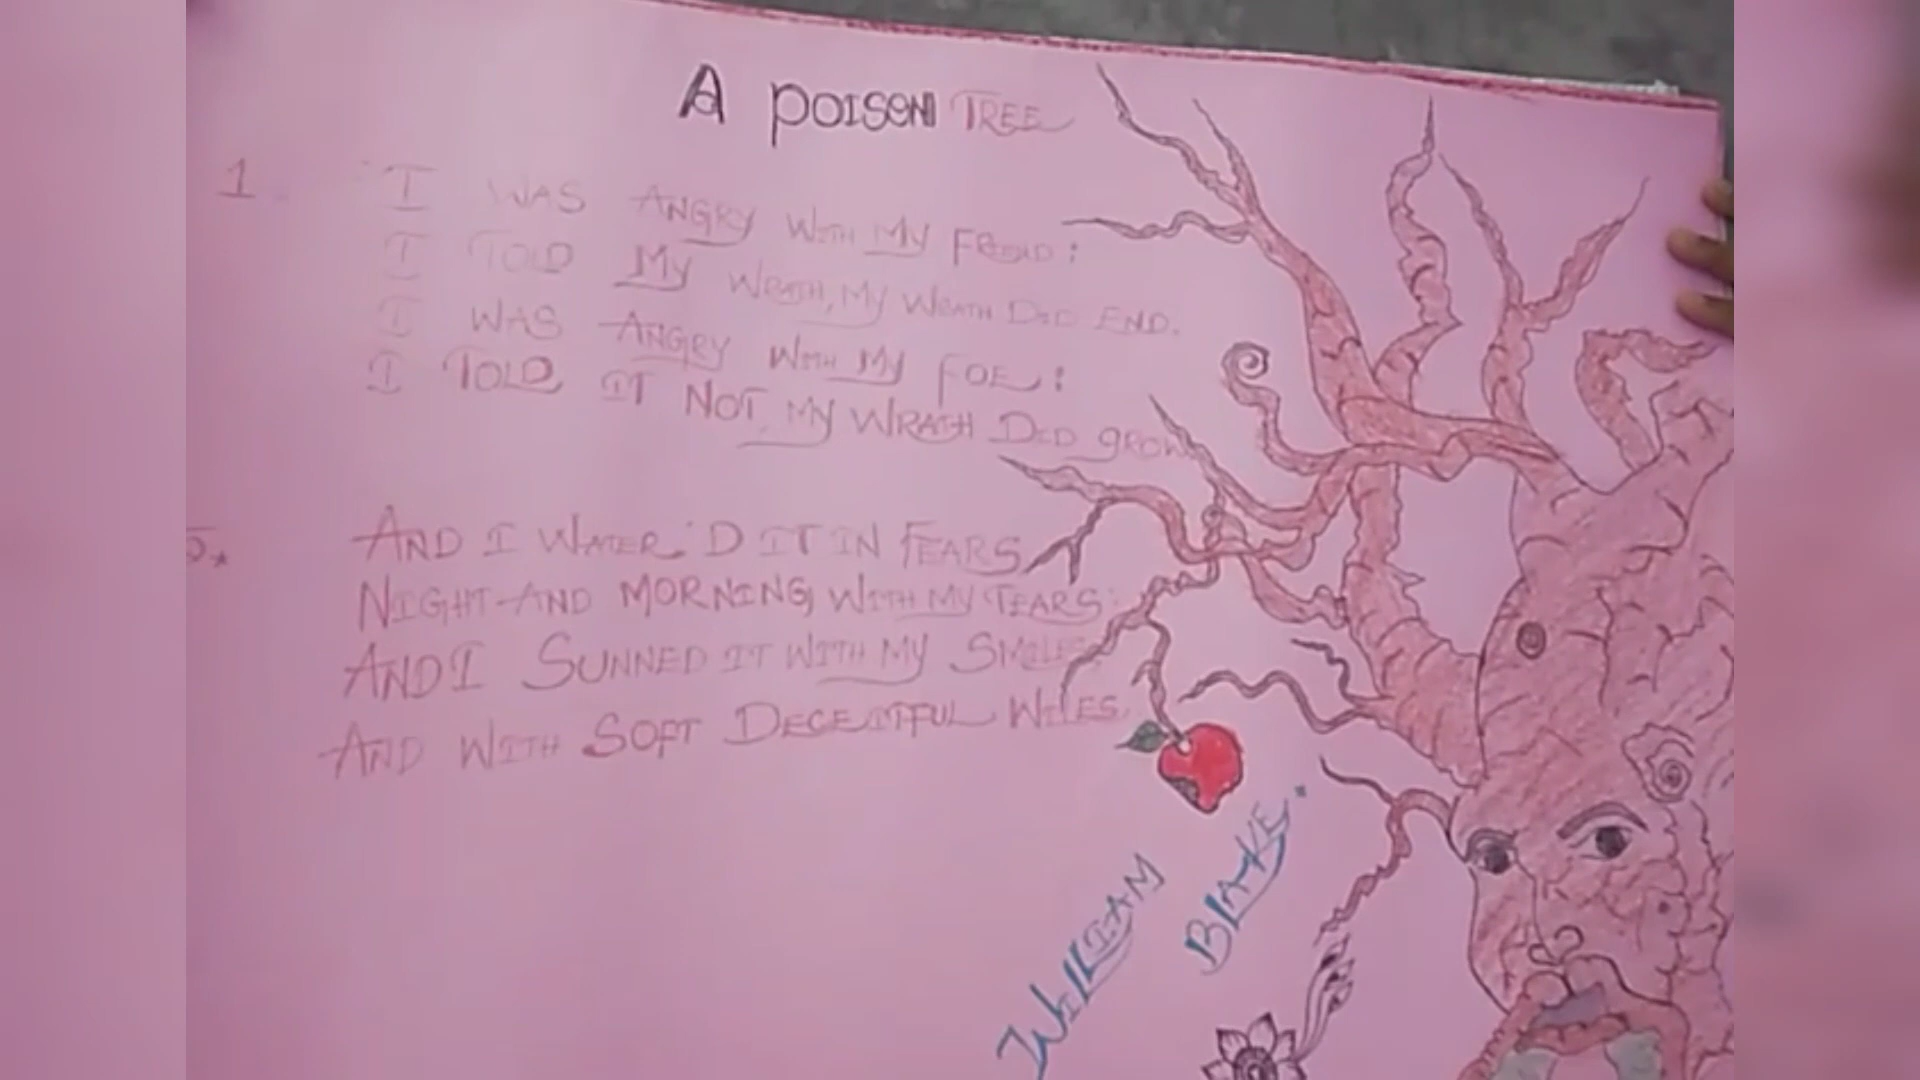 A POISON TREE
1 I WAS ANGRY WITH MY FRIEND:
I TOLD MY WRATH, MY WRATH DID END.
I WAS ANGRY WITH MY FOE:
I TOLD IT NOT, MY WRATH DID GROW
5* AND I WATER'D IT IN FEARS
NIGHT AND MORNING WITH MY TEARS:
AND I SUNNED IT WITH MY SMILES
AND WITH SOFT DECEITFUL WILES
WILLIAM
BLAKE.